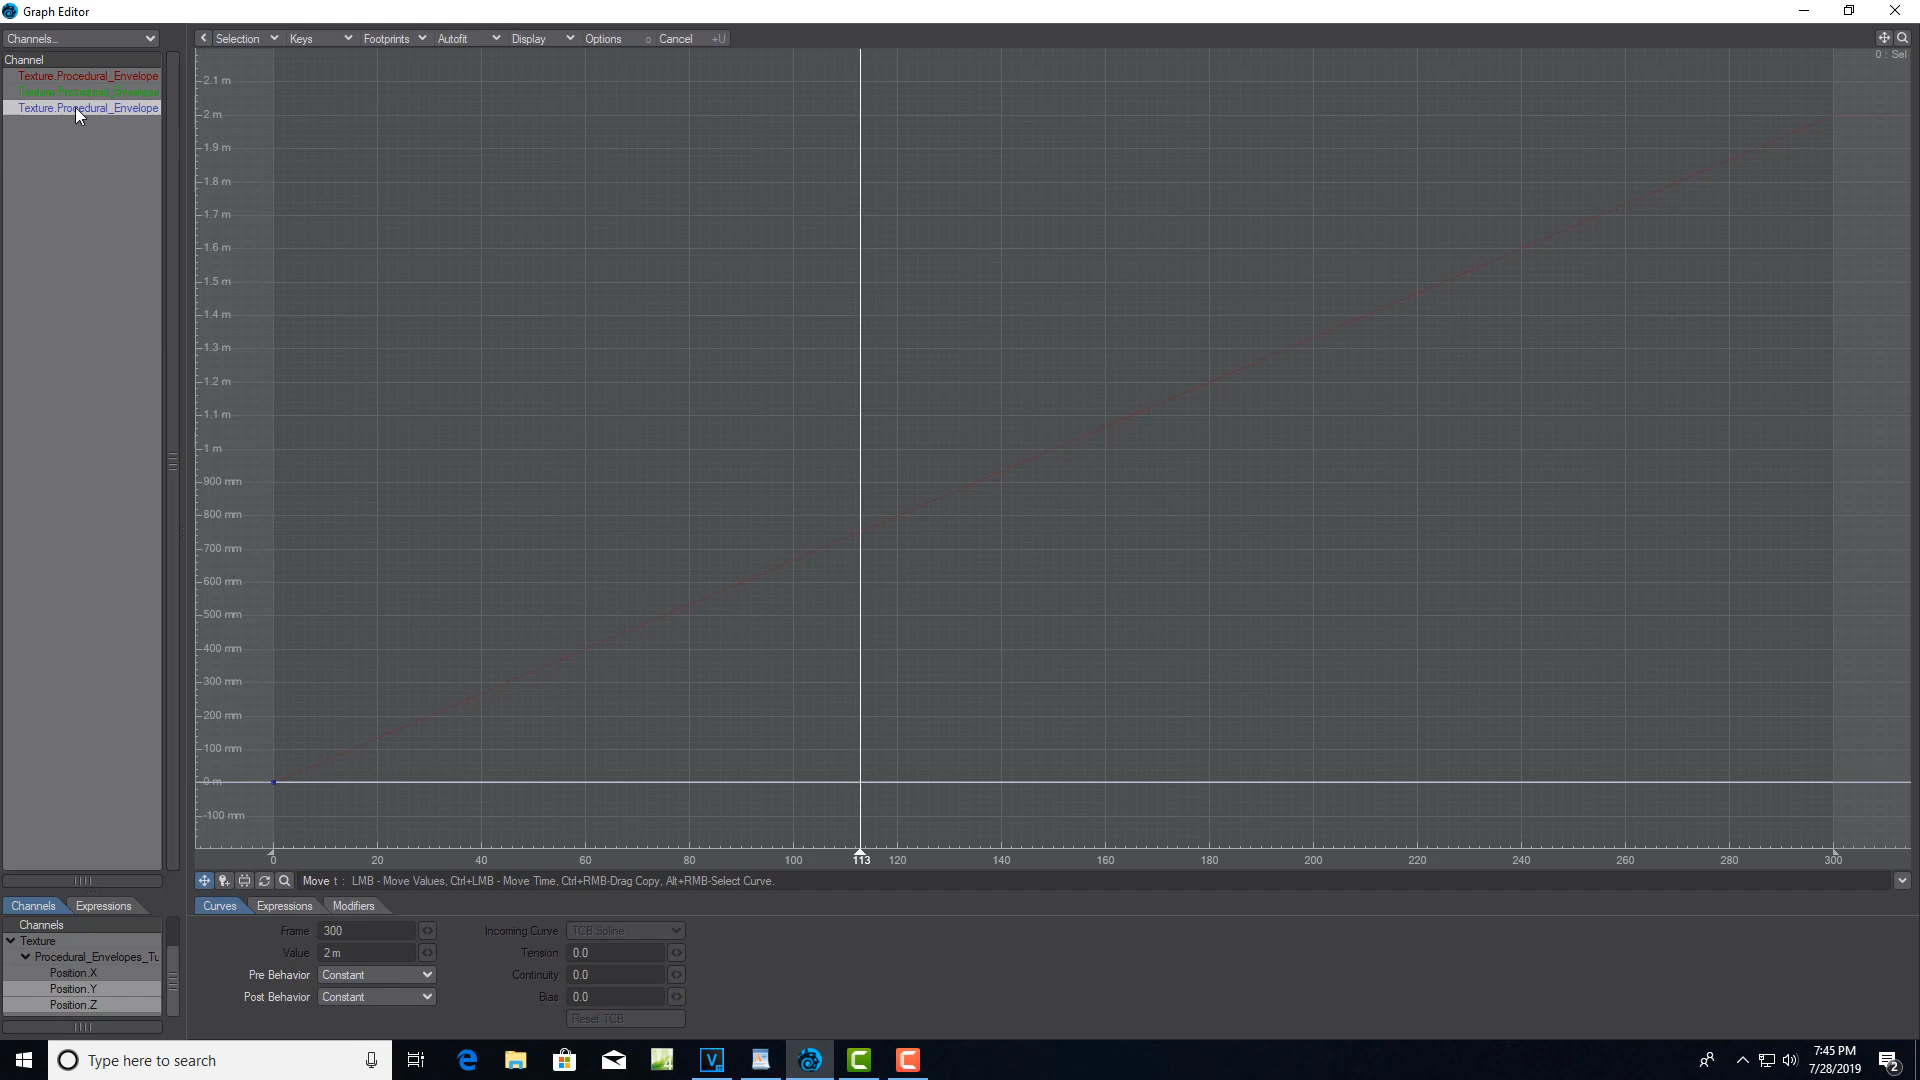 Graph Editor
Channels...
Selection Keys Footprints Autofit Display Options o Cancel +U
0 : Sel
Channel
Texture.Procedural_Envelope
Texture.Procedural_Envelope
Texture.Procedural_Envelope
2.1 m
2 m
1.9 m
1.8 m
1.7 m
1.6 m
1.5 m
1.4 m
1.3 m
1.2 m
1.1 m
1 m
900 mm
800 mm
700 mm
600 mm
500 mm
400 mm
300 mm
200 mm
100 mm
0 m
-100 mm
0 20 40 60 80 100 113 120 140 160 180 200 220 240 260 280 300
Move t : LMB - Move Values, Ctrl+LMB - Move Time, Ctrl+RMB-Drag Copy, Alt+RMB-Select Curve.
Channels Expressions
Channels
Texture
Procedural_Envelopes_Tu
Position.X
Position.Y
Position.Z
Curves Expressions Modifiers
Frame 300 Incoming Curve TCB Spline
Value 2 m Tension 0.0
Pre Behavior Constant Continuity 0.0
Post Behavior Constant Bias 0.0
Reset TCB
Type here to search
7:45 PM
7/28/2019
2